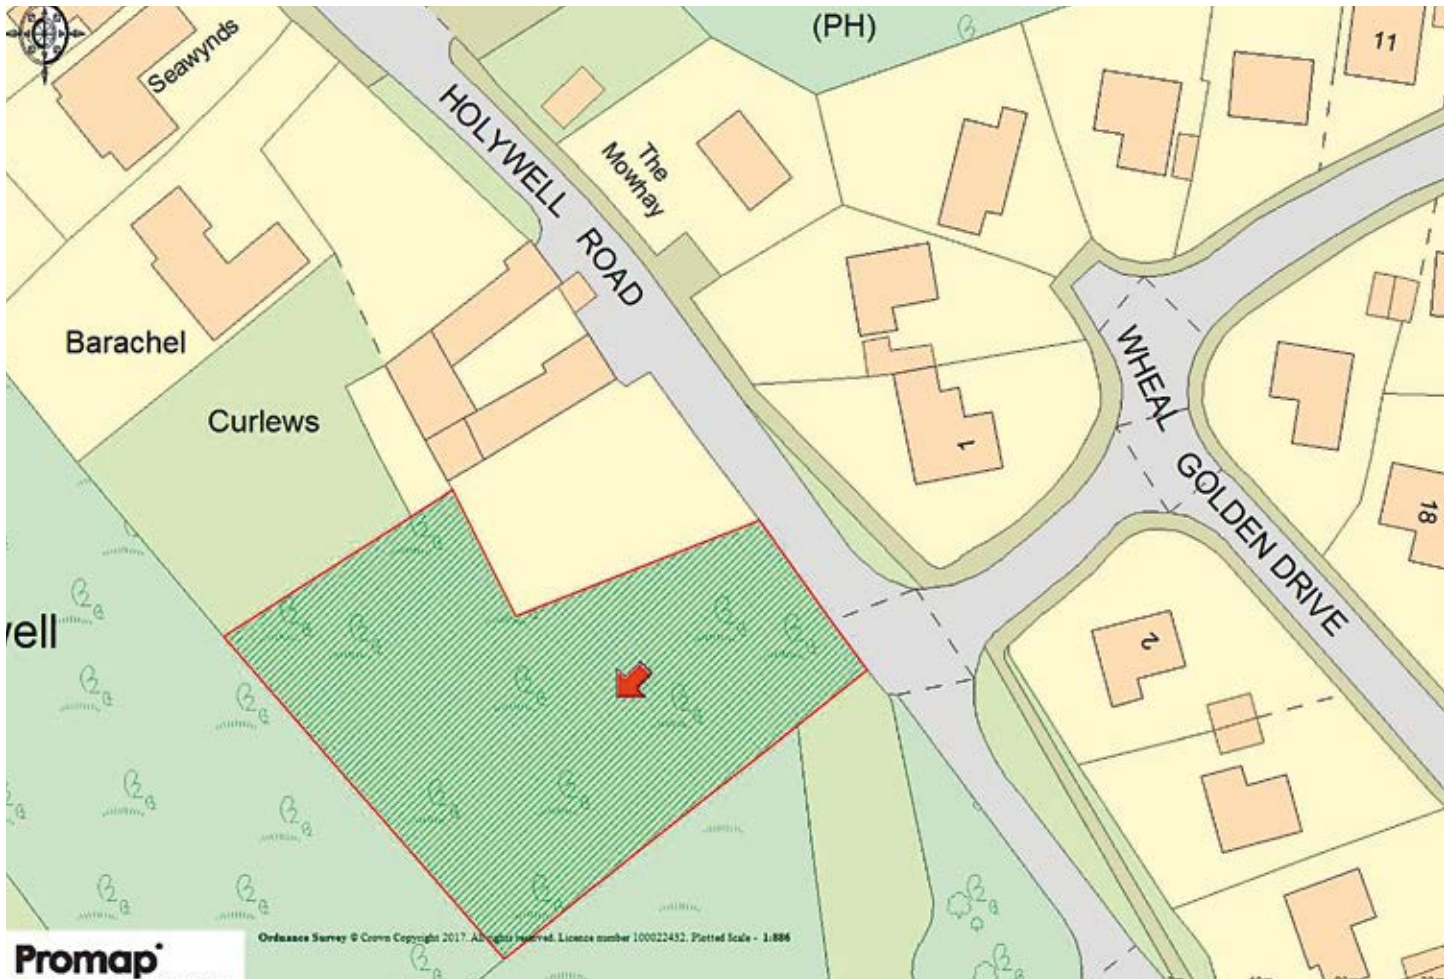 (PH)
11
Seawynds
HOLYWELL ROAD
The
Mowhay
Barachel
WHEAL GOLDEN DRIVE
Curlews
1
18
ell
2
Ordnance Survey © Crown Copyright 2017. All rights reserved. Licence number 100022432. Plotted Scale - 1:886
Promap